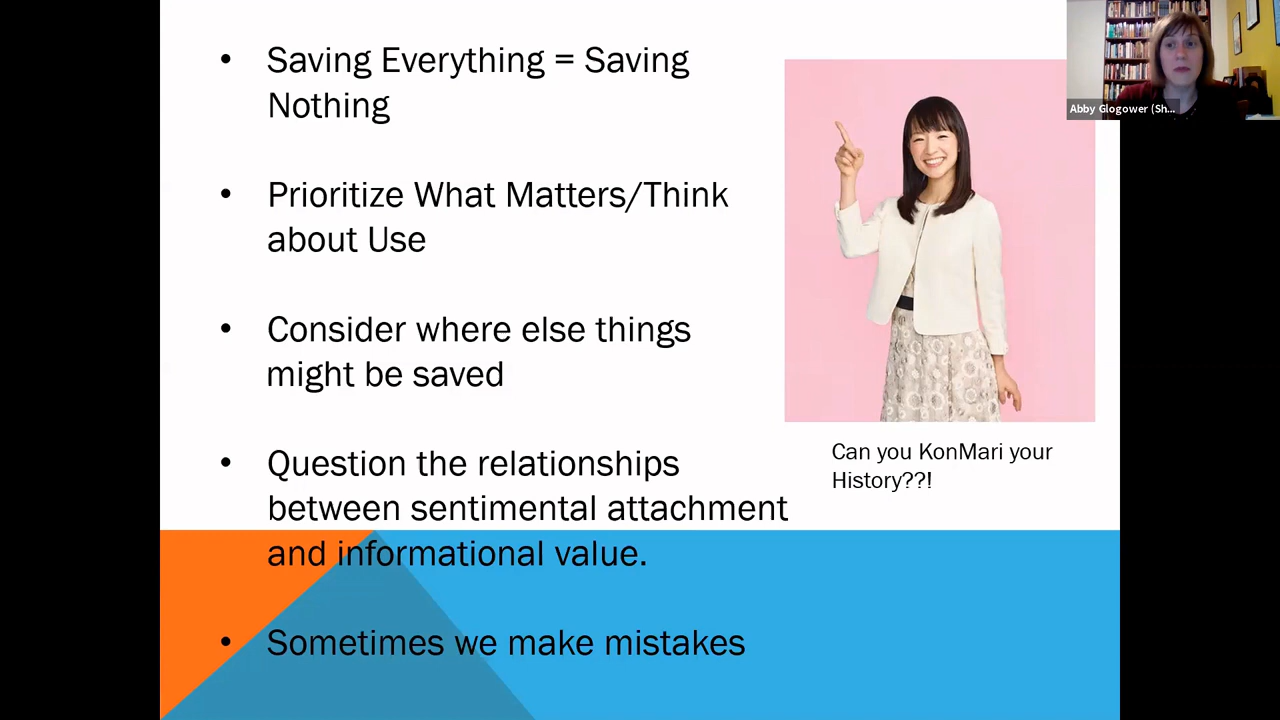 • Saving Everything = Saving
Nothing
• Prioritize What Matters/Think
about Use
• Consider where else things
might be saved
• Question the relationships
between sentimental attachment
and informational value.
• Sometimes we make mistakes
Can you KonMari your
History??!
Abby Glogower (Sh...